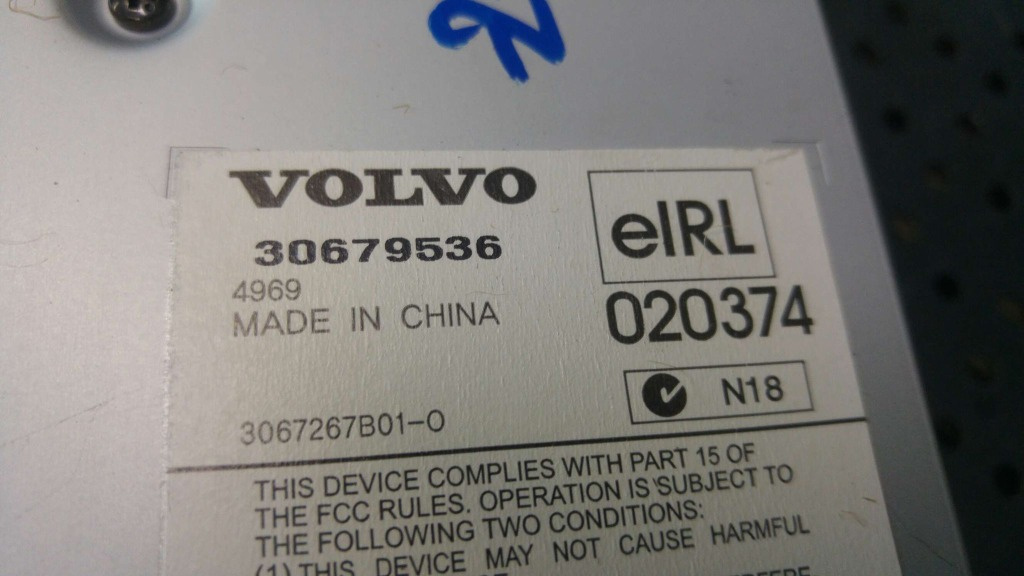 VOLVO
30679536
4969
MADE IN CHINA
3067267B01-O
eIRL
020374
N18
THIS DEVICE COMPLIES WITH PART 15 OF
THE FCC RULES. OPERATION IS SUBJECT TO
THE FOLLOWING TWO CONDITIONS:
(1) THIS DEVICE MAY NOT CAUSE HARMFUL